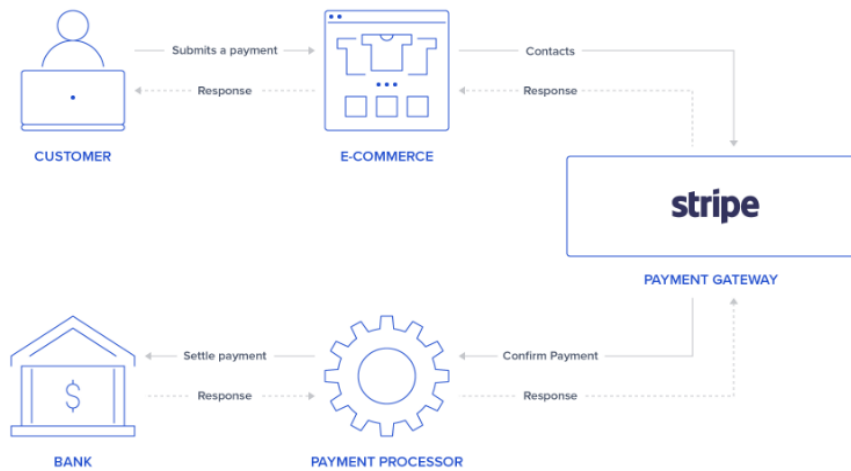 Submits a payment
Contacts
Response
Response
CUSTOMER
E-COMMERCE
stripe
PAYMENT GATEWAY
Settle payment
Confirm Payment
$
Response
Response
BANK
PAYMENT PROCESSOR